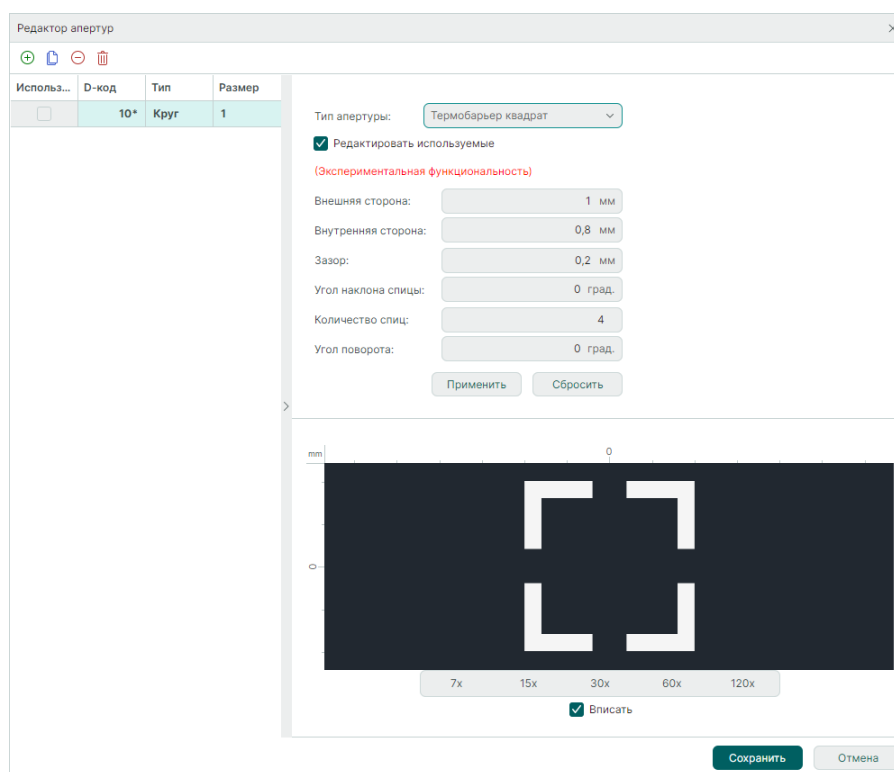 Редактор апертур
Использ... D-код Тип Размер
10* Круг 1
Тип апертуры: Термобарьер квадрат
Редактировать используемые
(Экспериментальная функциональность)
Внешняя сторона: 1 мм
Внутренняя сторона: 0,8 мм
Зазор: 0,2 мм
Угол наклона спицы: 0 град.
Количество спиц: 4
Угол поворота: 0 град.
Применить Сбросить
mm 0
0
7x 15x 30x 60x 120x
Вписать
Сохранить Отмена